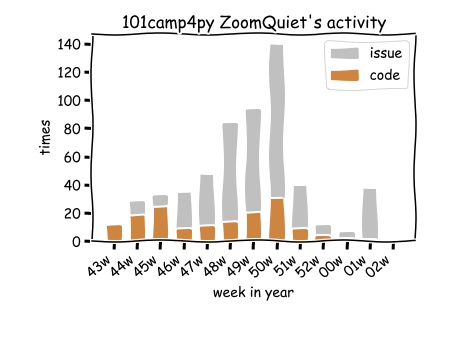 101camp4py ZoomQuiet's activity
issue
code
times
140
120
100
80
60
40
20
0
43w 44w 45w 46w 47w 48w 49w 50w 51w 52w 00w 01w 02w
week in year